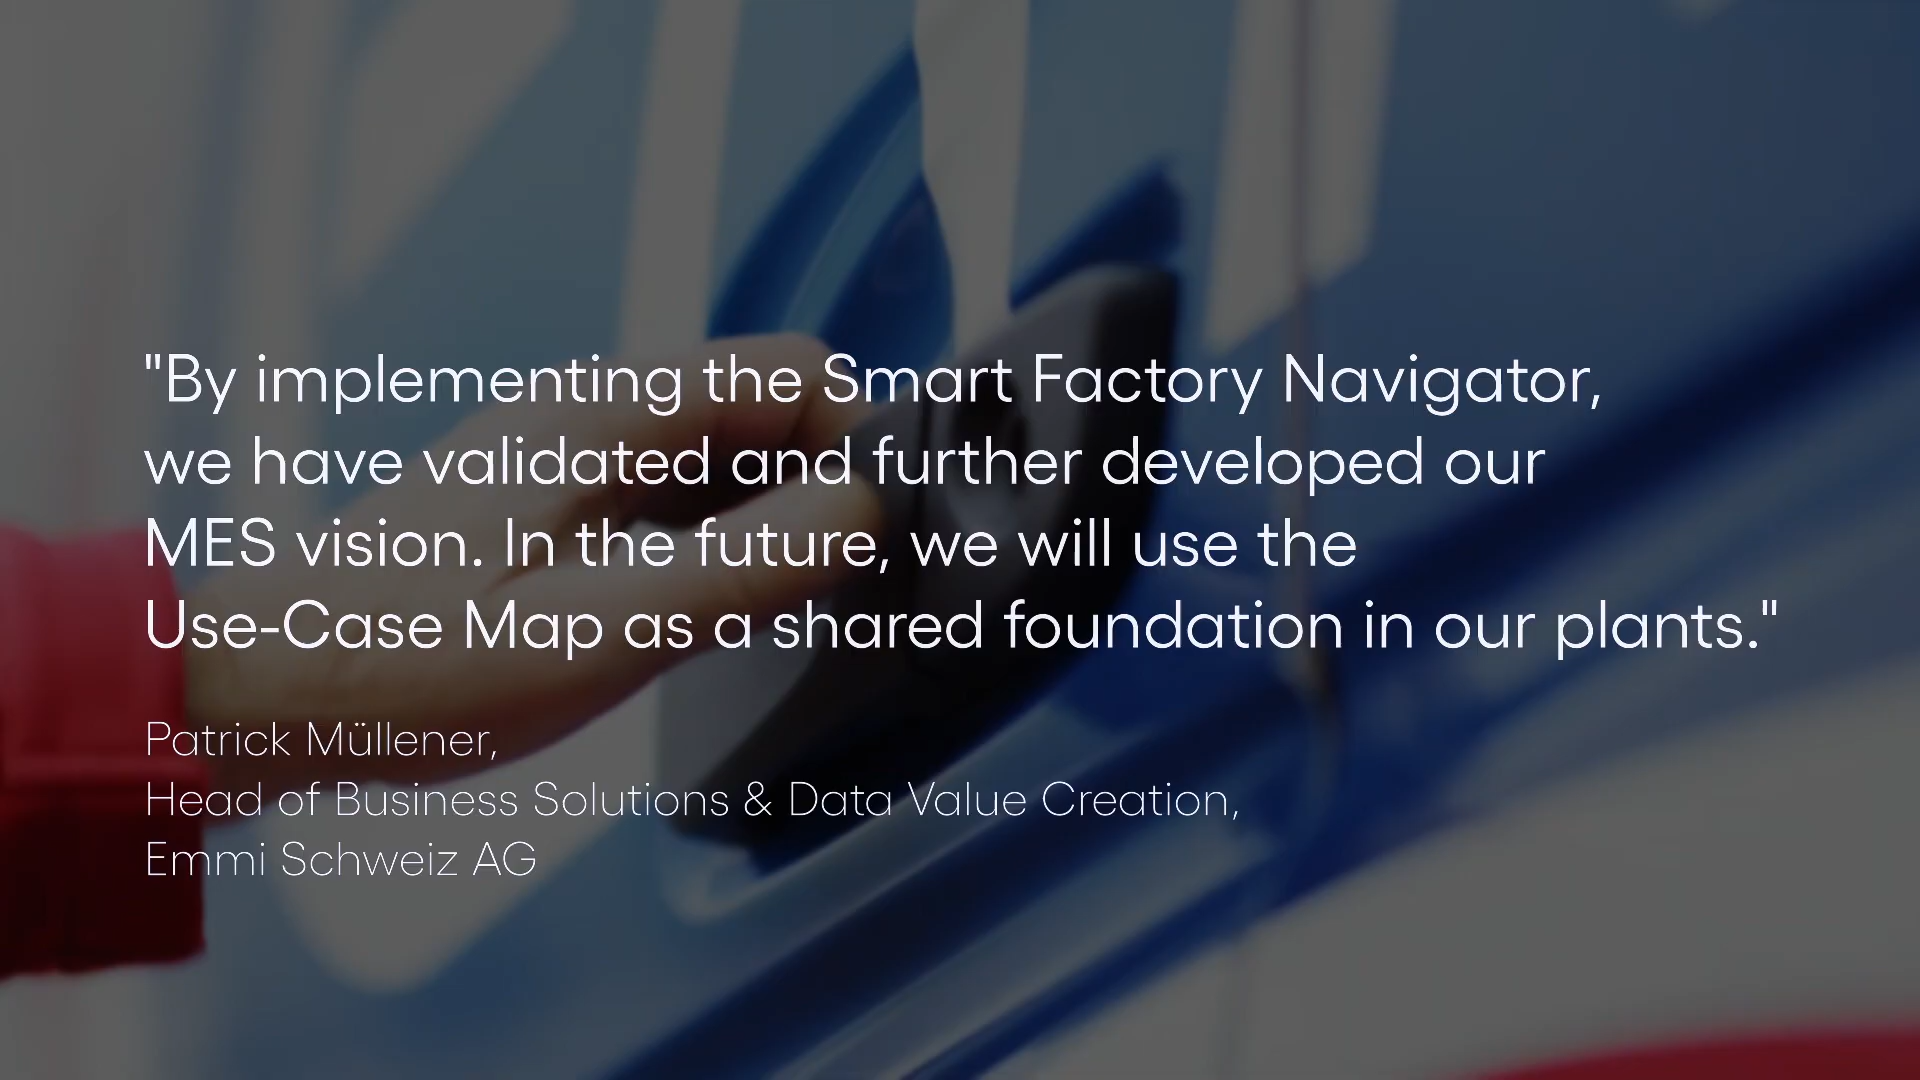 "By implementing the Smart Factory Navigator,
we have validated and further developed our
MES vision. In the future, we will use the
Use-Case Map as a shared foundation in our plants."
Patrick Müllener,
Head of Business Solutions & Data Value Creation,
Emmi Schweiz AG